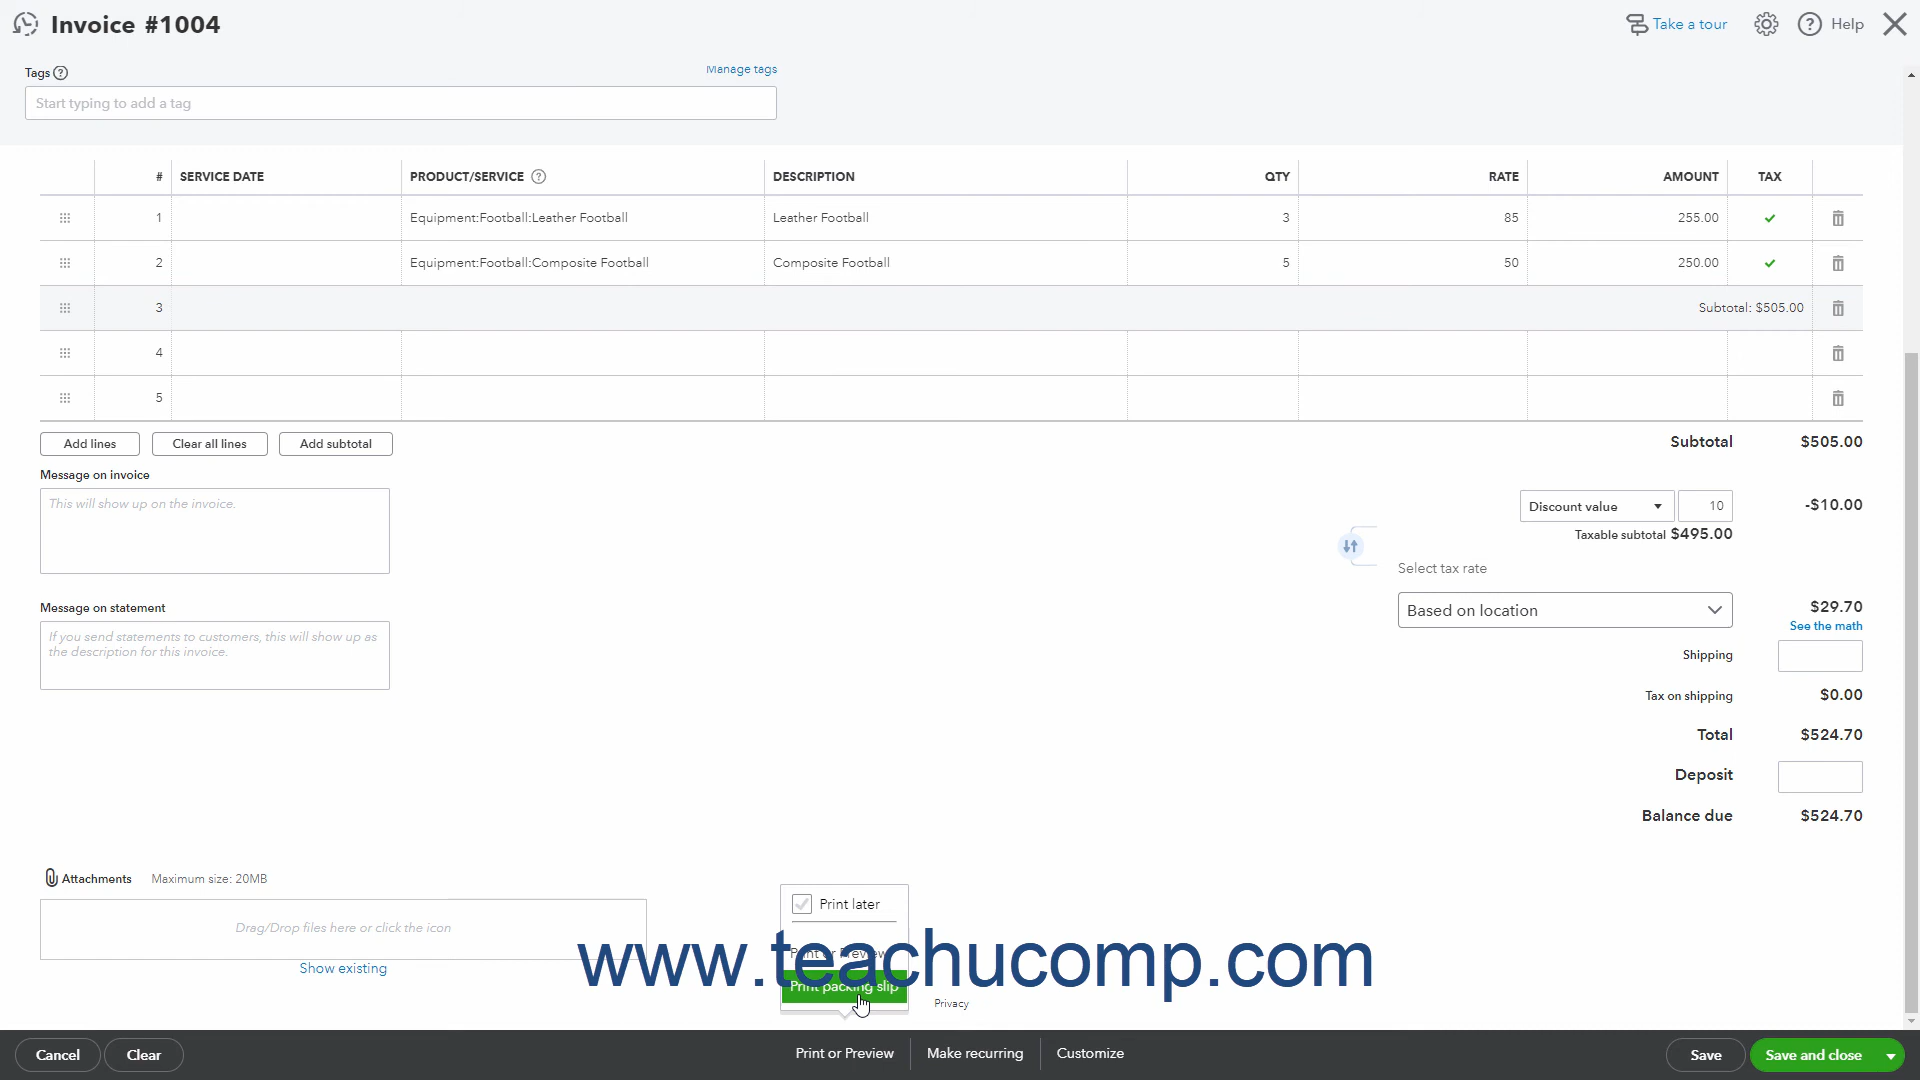 Invoice #1004
Take a tour
Help
Tags
Manage tags
Start typing to add a tag
# SERVICE DATE PRODUCT/SERVICE DESCRIPTION QTY RATE AMOUNT TAX
1 Equipment:Football:Leather Football Leather Football 3 85 255.00
2 Equipment:Football:Composite Football Composite Football 5 50 250.00
3 Subtotal: $505.00
4
5
Add lines Clear all lines Add subtotal
Subtotal $505.00
Message on invoice
This will show up on the invoice.
Discount value 10 -$10.00
Taxable subtotal $495.00
Select tax rate
Based on location $29.70
See the math
Message on statement
If you send statements to customers, this will show up as
the description for this invoice.
Shipping
Tax on shipping $0.00
Total $524.70
Deposit
Balance due $524.70
Attachments Maximum size: 20MB
Drag/Drop files here or click the icon
Show existing
Print later
Print or Preview
Print packing slip
www.teachucomp.com
Privacy
Cancel Clear Print or Preview Make recurring Customize Save Save and close